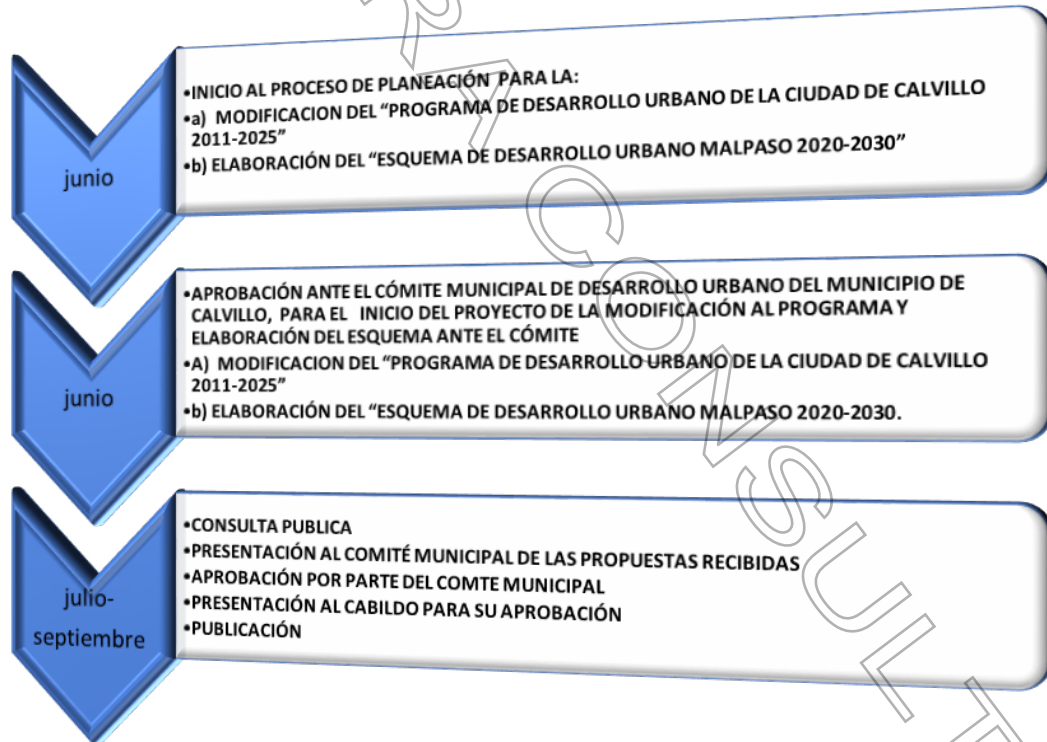 junio
•INICIO AL PROCESO DE PLANEACIÓN PARA LA:
•a) MODIFICACION DEL “PROGRAMA DE DESARROLLO URBANO DE LA CIUDAD DE CALVILLO
2011-2025”
•b) ELABORACIÓN DEL “ESQUEMA DE DESARROLLO URBANO MALPASO 2020-2030”
junio
•APROBACIÓN ANTE EL CÓMITE MUNICIPAL DE DESARROLLO URBANO DEL MUNICIPIO DE
CALVILLO, PARA EL INICIO DEL PROYECTO DE LA MODIFICACIÓN AL PROGRAMA Y
ELABORACIÓN DEL ESQUEMA ANTE EL CÓMITE
•A) MODIFICACION DEL “PROGRAMA DE DESARROLLO URBANO DE LA CIUDAD DE CALVILLO
2011-2025”
•b) ELABORACIÓN DEL “ESQUEMA DE DESARROLLO URBANO MALPASO 2020-2030.
julio-
septiembre
•CONSULTA PUBLICA
•PRESENTACIÓN AL COMITÉ MUNICIPAL DE LAS PROPUESTAS RECIBIDAS
•APROBACIÓN POR PARTE DEL COMTE MUNICIPAL
•PRESENTACIÓN AL CABILDO PARA SU APROBACIÓN
•PUBLICACIÓN